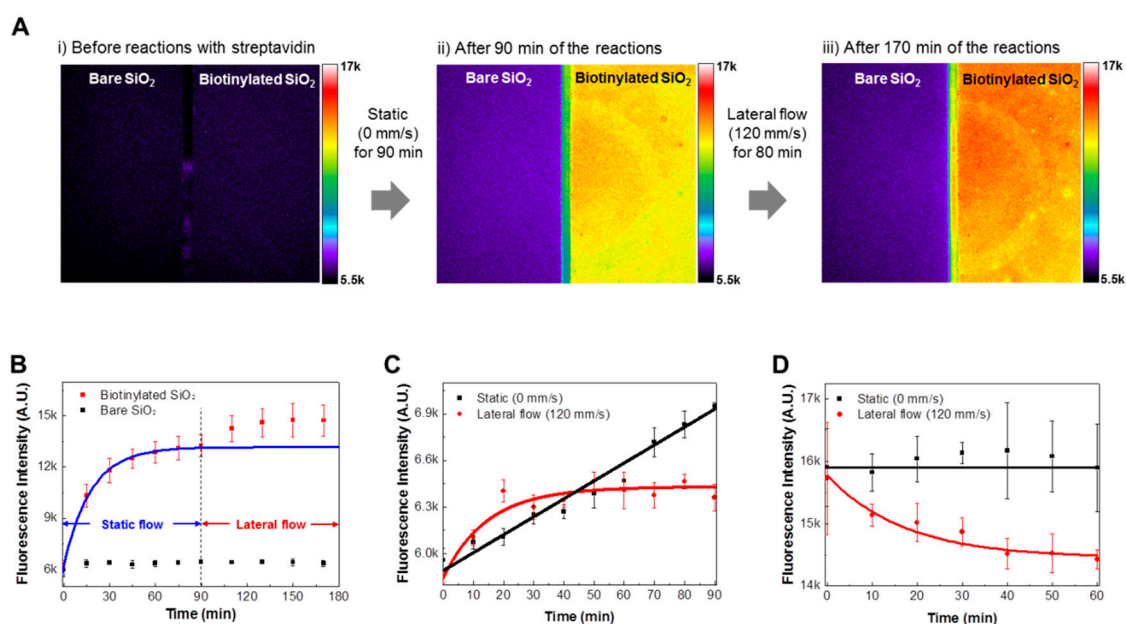 A
i) Before reactions with streptavidin
ii) After 90 min of the reactions
iii) After 170 min of the reactions
Bare SiO₂
Biotinylated SiO₂
17k
5.5k
Static
(0 mm/s)
for 90 min
Bare SiO₂
Biotinylated SiO₂
17k
5.5k
Lateral flow
(120 mm/s)
for 80 min
Bare SiO₂
Biotinylated SiO₂
17k
5.5k
B
Fluorescence Intensity (A.U.)
15k
12k
9k
6k
Biotinylated SiO₂
Bare SiO₂
Static flow
Lateral flow
0 30 60 90 120 150 180
Time (min)
C
Fluorescence Intensity (A.U.)
6.9k
6.6k
6.3k
6.0k
Static (0 mm/s)
Lateral flow (120 mm/s)
0 10 20 30 40 50 60 70 80 90
Time (min)
D
Fluorescence Intensity (A.U.)
17k
16k
15k
14k
Static (0 mm/s)
Lateral flow (120 mm/s)
0 10 20 30 40 50 60
Time (min)